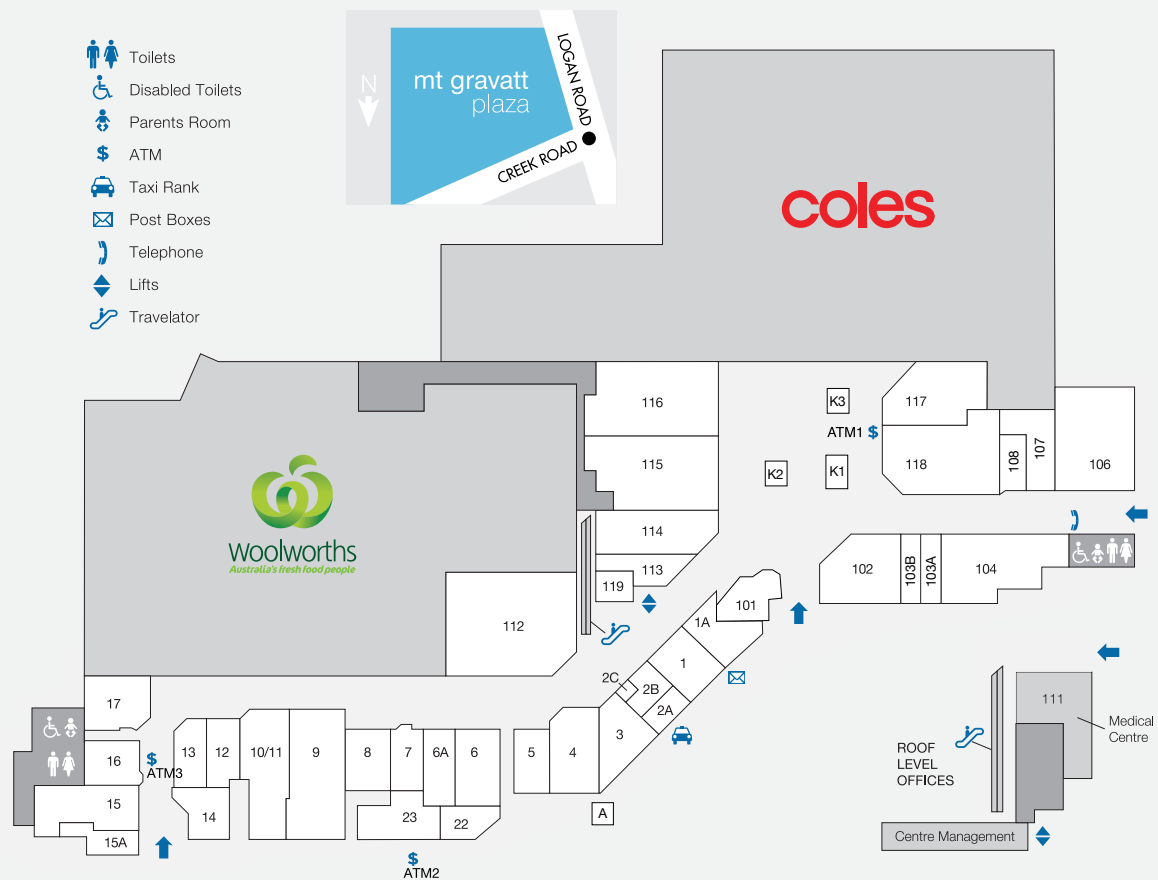 Toilets
Disabled Toilets
Parents Room
$ ATM
Taxi Rank
Post Boxes
Telephone
Lifts
Travelator
N
mt gravatt
plaza
LOGAN ROAD
CREEK ROAD
coles
Woolworths
Australia's fresh food people
116
115
114
113
119
112
K3
ATM1 $
K2
K1
117
118
108
107
106
102
103B
103A
104
101
1A
1
2C
2B
2A
3
4
5
A
17
16
$
ATM3
15
15A
13
12
10/11
9
14
8
7
6A
6
23
22
$
ATM2
111
Medical
Centre
ROOF
LEVEL
OFFICES
Centre Management